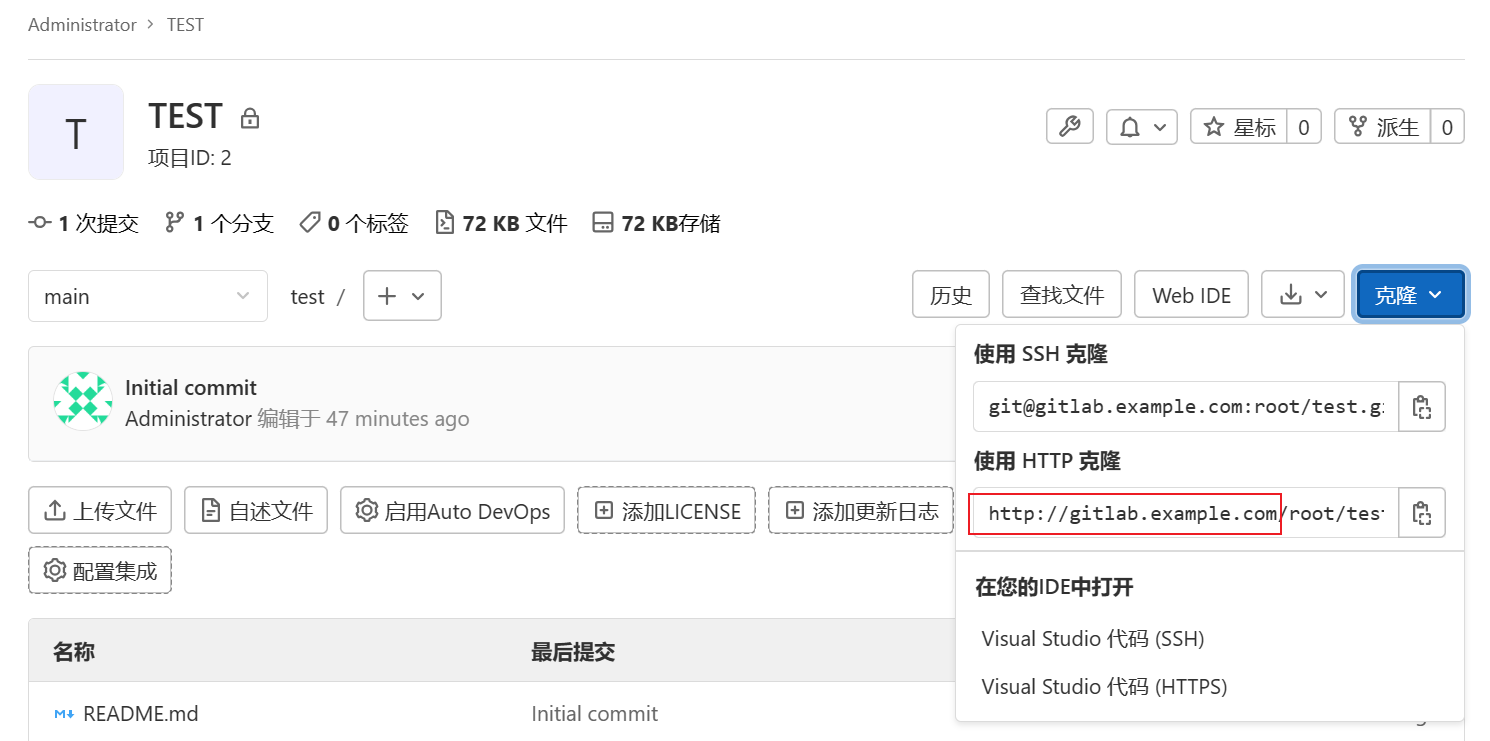 Administrator > TEST
T
TEST
项目ID: 2
星标 0
派生 0
1 次提交 1 个分支 0 个标签 72 KB 文件 72 KB存储
main test / + 历史 查找文件 Web IDE 克隆
Initial commit
Administrator 编辑于 47 minutes ago
使用 SSH 克隆
git@gitlab.example.com:root/test.g
使用 HTTP 克隆
http://gitlab.example.com/root/test
上传文件 自述文件 启用Auto DevOps 添加LICENSE 添加更新日志
配置集成
在您的IDE中打开
Visual Studio 代码 (SSH)
Visual Studio 代码 (HTTPS)
名称 最后提交
README.md Initial commit